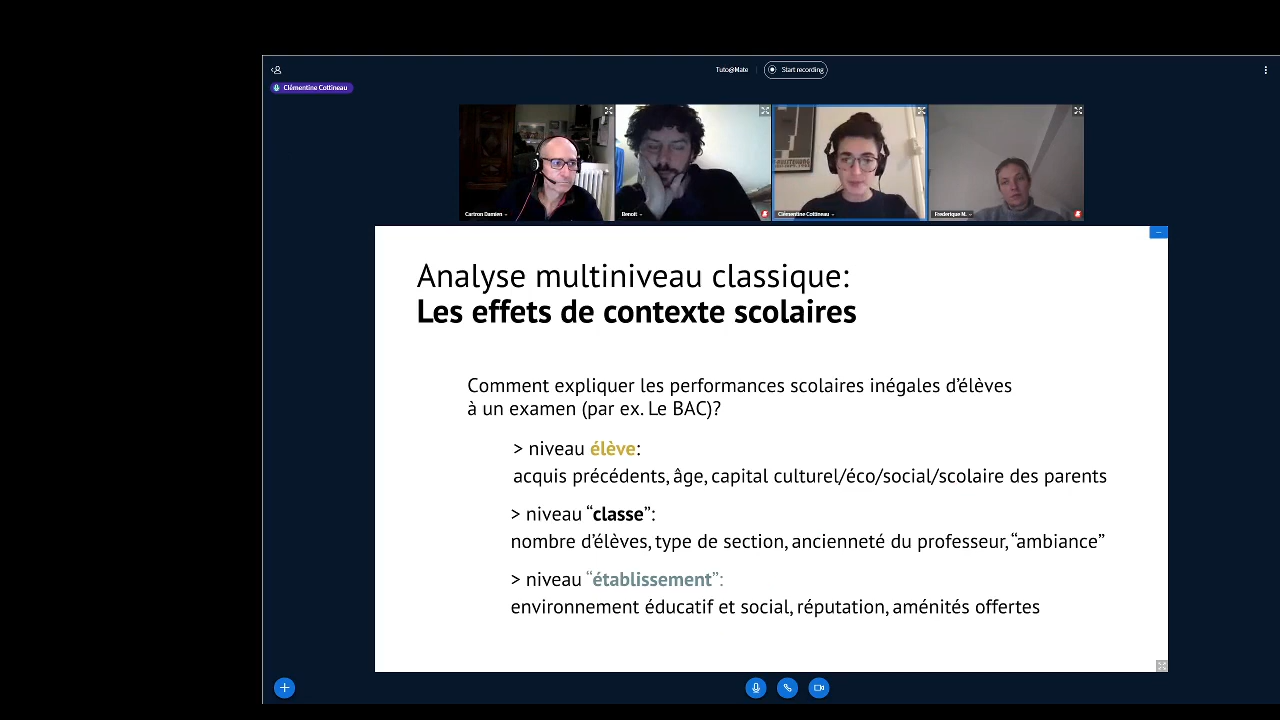 Tuto@Mate
Start recording
Clémentine Cottineau
Cartron Damien
Benoit
Clémentine Cottineau
Frederique M.
Analyse multiniveau classique:
Les effets de contexte scolaires
Comment expliquer les performances scolaires inégales d’élèves
à un examen (par ex. Le BAC)?
> niveau élève:
acquis précédents, âge, capital culturel/éco/social/scolaire des parents
> niveau “classe”:
nombre d’élèves, type de section, ancienneté du professeur, “ambiance”
> niveau “établissement”:
environnement éducatif et social, réputation, aménités offertes